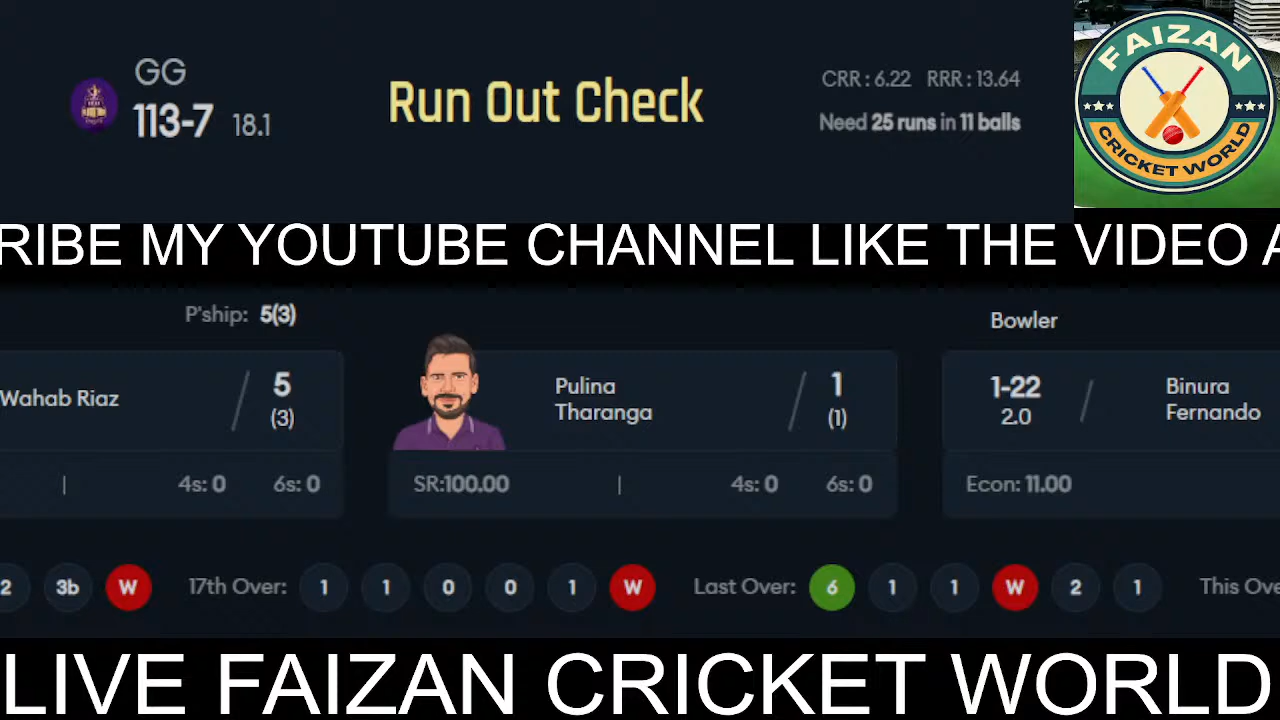 GG
113-7 18.1
Run Out Check
CRR : 6.22 RRR : 13.64
Need 25 runs in 11 balls
FAIZAN
CRICKET WORLD
RIBE MY YOUTUBE CHANNEL LIKE THE VIDEO A
P'ship: 5(3)
Bowler
Wahab Riaz
5
(3)
4s: 0 6s: 0
Pulina
Tharanga
1
(1)
SR:100.00 | 4s: 0 6s: 0
1-22
2.0
Binura
Fernando
Econ: 11.00
2 3b W 17th Over: 1 1 0 0 1 W Last Over: 6 1 1 W 2 1 This Ove
LIVE FAIZAN CRICKET WORLD